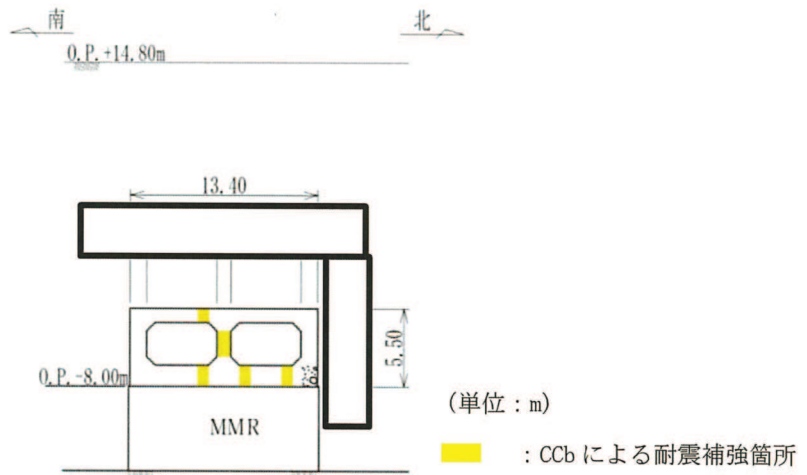 南 北
O.P.+14.80m
13.40
5.50
O.P.-8.00m
MMR
(単位：m)
：CCb による耐震補強箇所